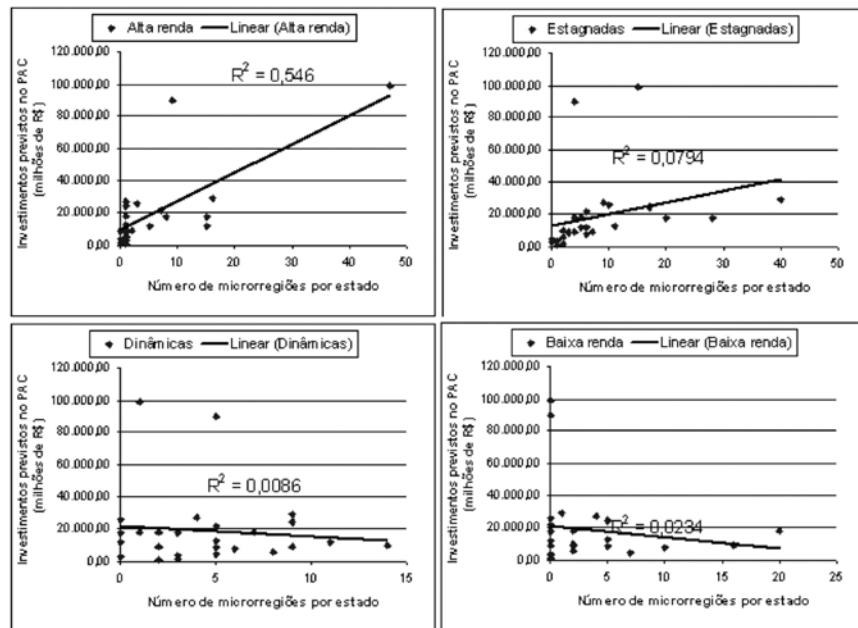 Alta renda Linear (Alta renda)
Investimentos previstos no PAC
(milhões de R$)
120.000,00
100.000,00
80.000,00
60.000,00
40.000,00
20.000,00
0,00
R² = 0,546
0 10 20 30 40 50
Número de microrregiões por estado
Estagnadas Linear (Estagnadas)
Investimentos previstos no PAC
(milhões de R$)
120.000,00
100.000,00
80.000,00
60.000,00
40.000,00
20.000,00
0,00
R² = 0,0794
0 10 20 30 40 50
Número de microrregiões por estado
Dinâmicas Linear (Dinâmicas)
Investimentos previstos no PAC
(milhões de R$)
120.000,00
100.000,00
80.000,00
60.000,00
40.000,00
20.000,00
0,00
R² = 0,0086
0 5 10 15
Número de microrregiões por estado
Baixa renda Linear (Baixa renda)
Investimentos previstos no PAC
(milhões de R$)
120.000,00
100.000,00
80.000,00
60.000,00
40.000,00
20.000,00
0,00
R² = 0,0234
0 5 10 15 20 25
Número de microrregiões por estado